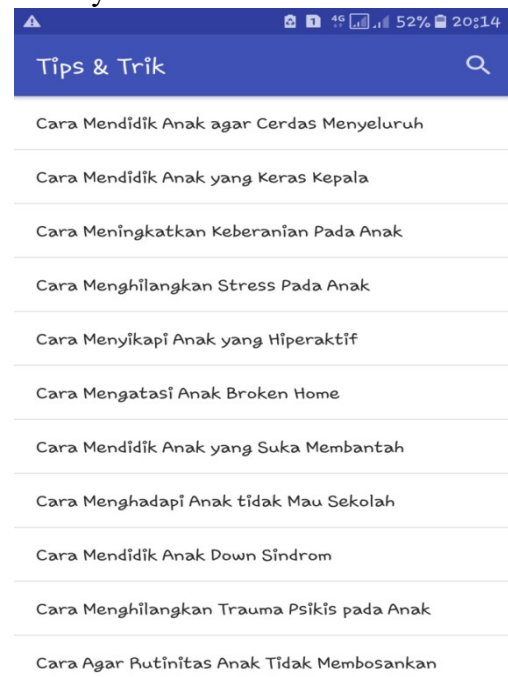 52% 20:14
Tips & Trik
Cara Mendidik Anak agar Cerdas Menyeluruh
Cara Mendidik Anak yang Keras Kepala
Cara Meningkatkan Keberanian Pada Anak
Cara Menghilangkan Stress Pada Anak
Cara Menyikapi Anak yang Hiperaktif
Cara Mengatasi Anak Broken Home
Cara Mendidik Anak yang Suka Membantah
Cara Menghadapi Anak tidak Mau Sekolah
Cara Mendidik Anak Down Sindrom
Cara Menghilangkan Trauma Psikis pada Anak
Cara Agar Rutinitas Anak Tidak Membosankan